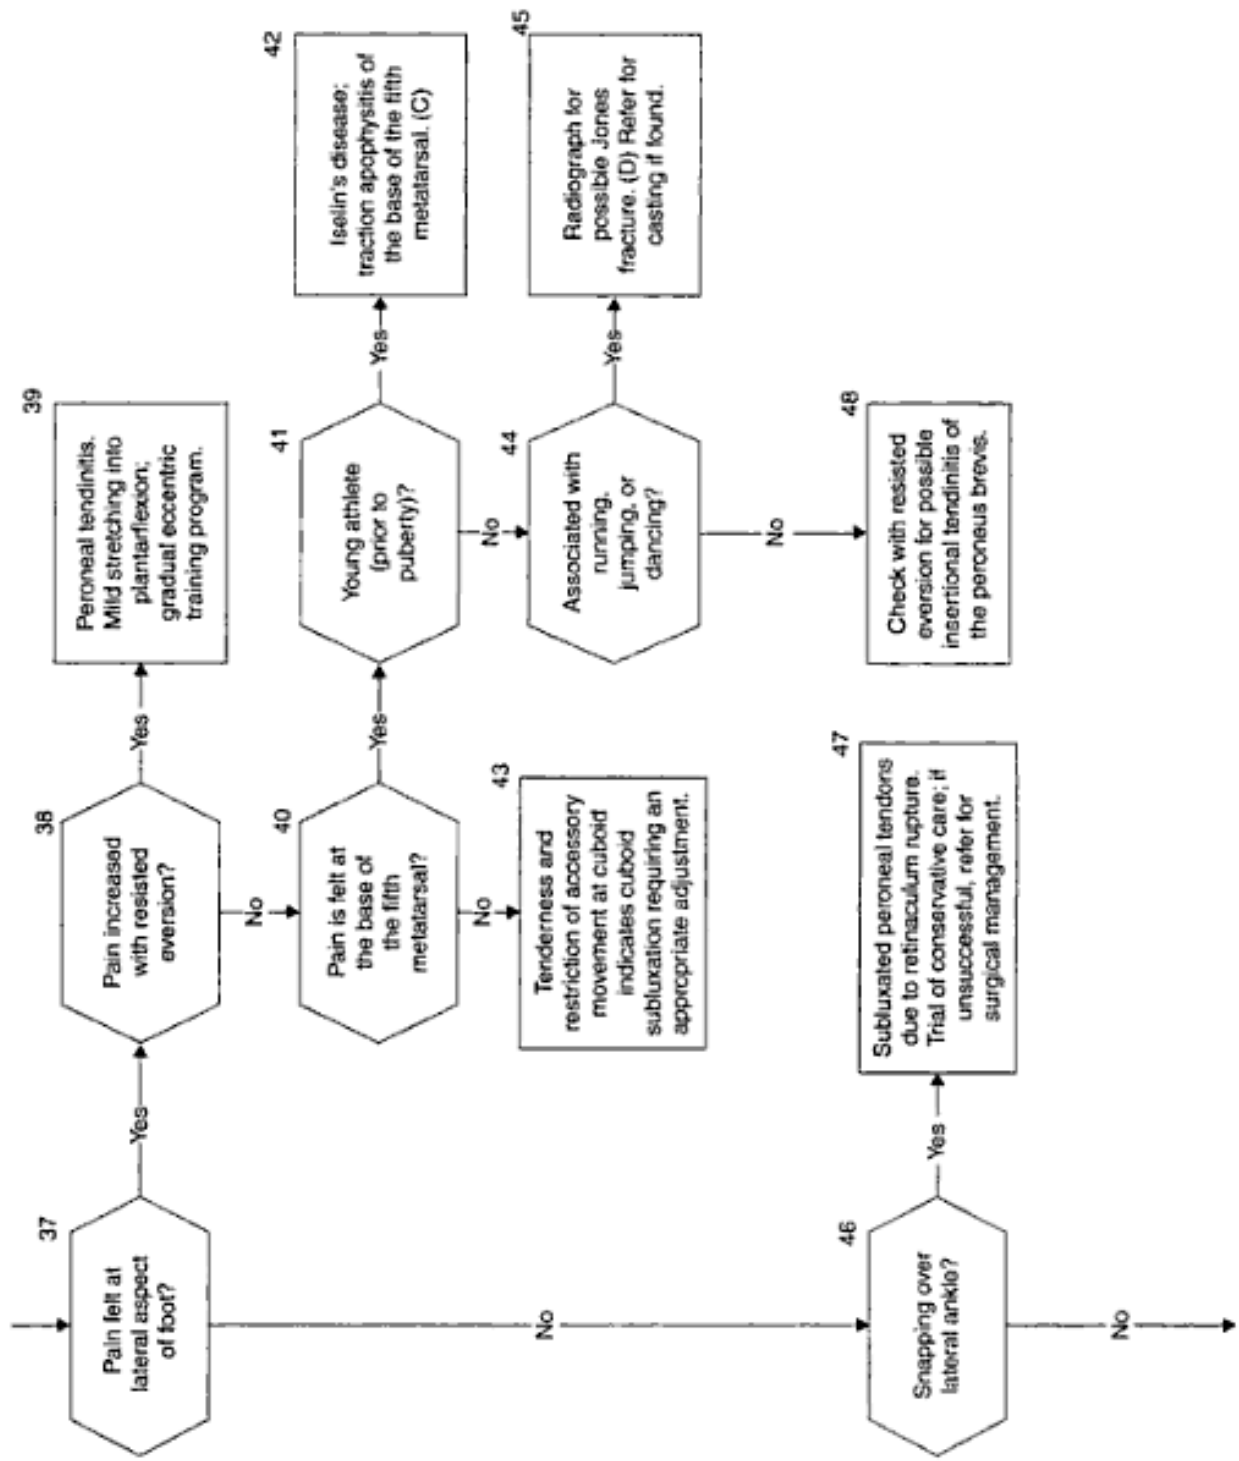 37
Pain felt at
lateral aspect
of foot?
Yes
38
Pain increased
with resisted
eversion?
Yes
39
Peroneal tendinitis.
Mild stretching into
plantarflexion;
gradual eccentric
training program.
No
40
Pain is felt at
the base of
the fifth
metatarsal?
Yes
41
Young athlete
(prior to
puberty)?
Yes
42
Iselin's disease;
traction apophysitis of
the base of the fifth
metatarsal. (C)
No
43
Tenderness and
restriction of accessory
movement at cuboid
indicates cuboid
subluxation requiring an
appropriate adjustment.
No
44
Associated with
running,
jumping, or
dancing?
Yes
45
Radiograph for
possible Jones
fracture. (D) Refer for
casting if found.
No
48
Check with resisted
eversion for possible
insertional tendinitis of
the peroneus brevis.
No
46
Snapping over
lateral ankle?
Yes
47
Subluxated peroneal tendons
due to retinaculum rupture.
Trial of conservative care; if
unsuccessful, refer for
surgical management.
No